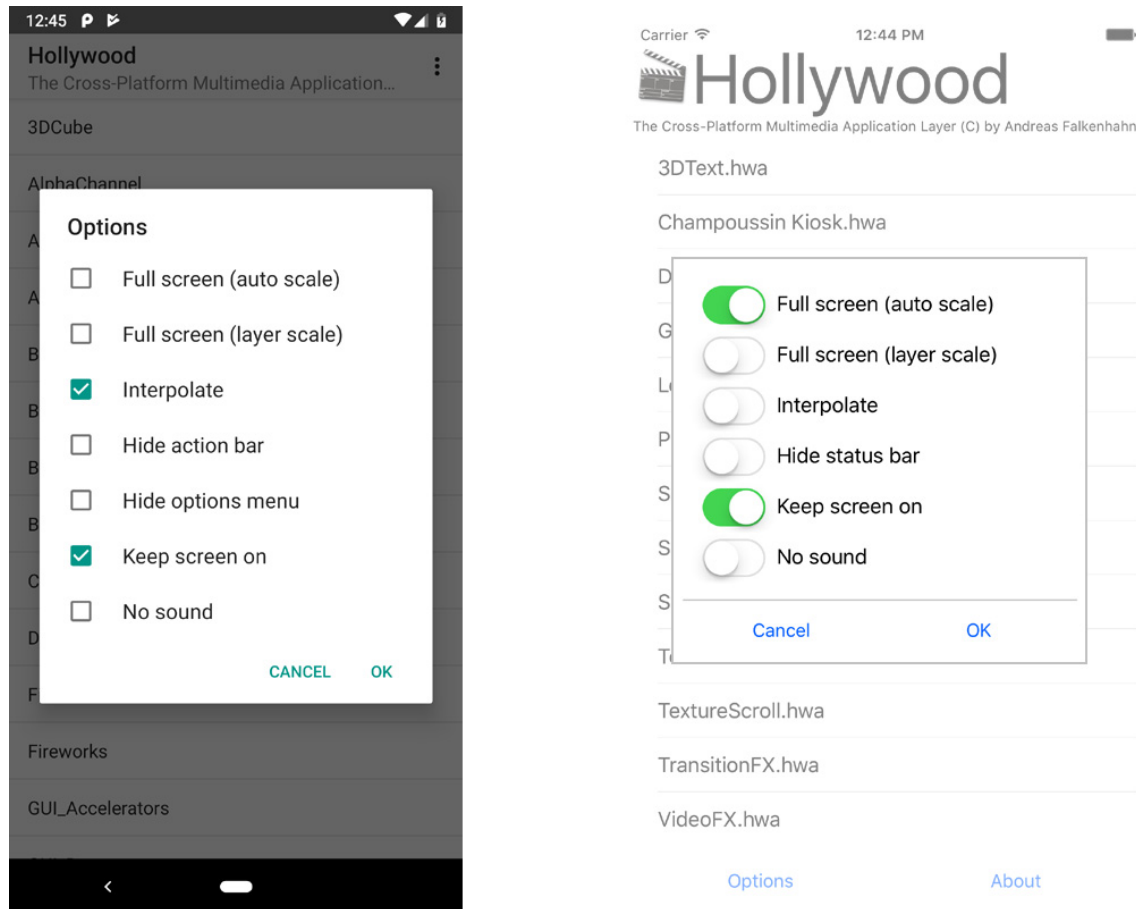 12:45
Hollywood
The Cross-Platform Multimedia Application...
3DCube
AlphaChannel
A
A
B
B
B
B
C
D
F
Options
Full screen (auto scale)
Full screen (layer scale)
Interpolate
Hide action bar
Hide options menu
Keep screen on
No sound
CANCEL OK
Fireworks
GUI_Accelerators
Carrier 12:44 PM
Hollywood
The Cross-Platform Multimedia Application Layer (C) by Andreas Falkenhahn
3DText.hwa
Champoussin Kiosk.hwa
D
G
L
P
S
S
S
T
Full screen (auto scale)
Full screen (layer scale)
Interpolate
Hide status bar
Keep screen on
No sound
Cancel OK
TextureScroll.hwa
TransitionFX.hwa
VideoFX.hwa
Options About